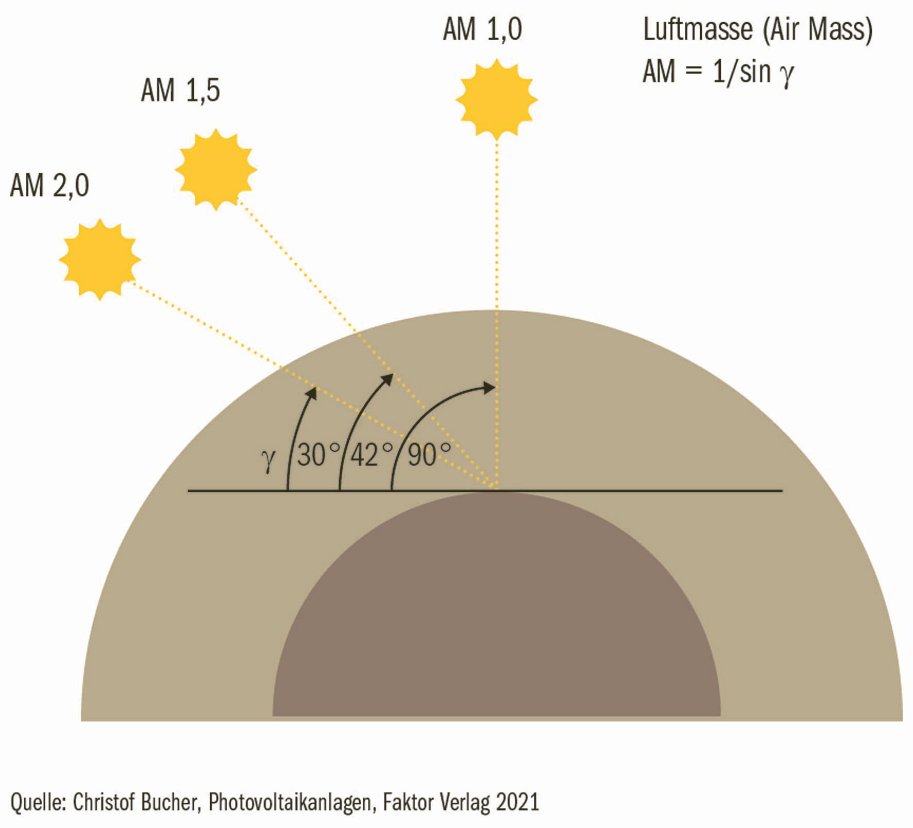 AM 1,0
Luftmasse (Air Mass)
AM = 1/sin γ
AM 1,5
AM 2,0
γ 30° 42° 90°
Quelle: Christof Bucher, Photovoltaikanlagen, Faktor Verlag 2021